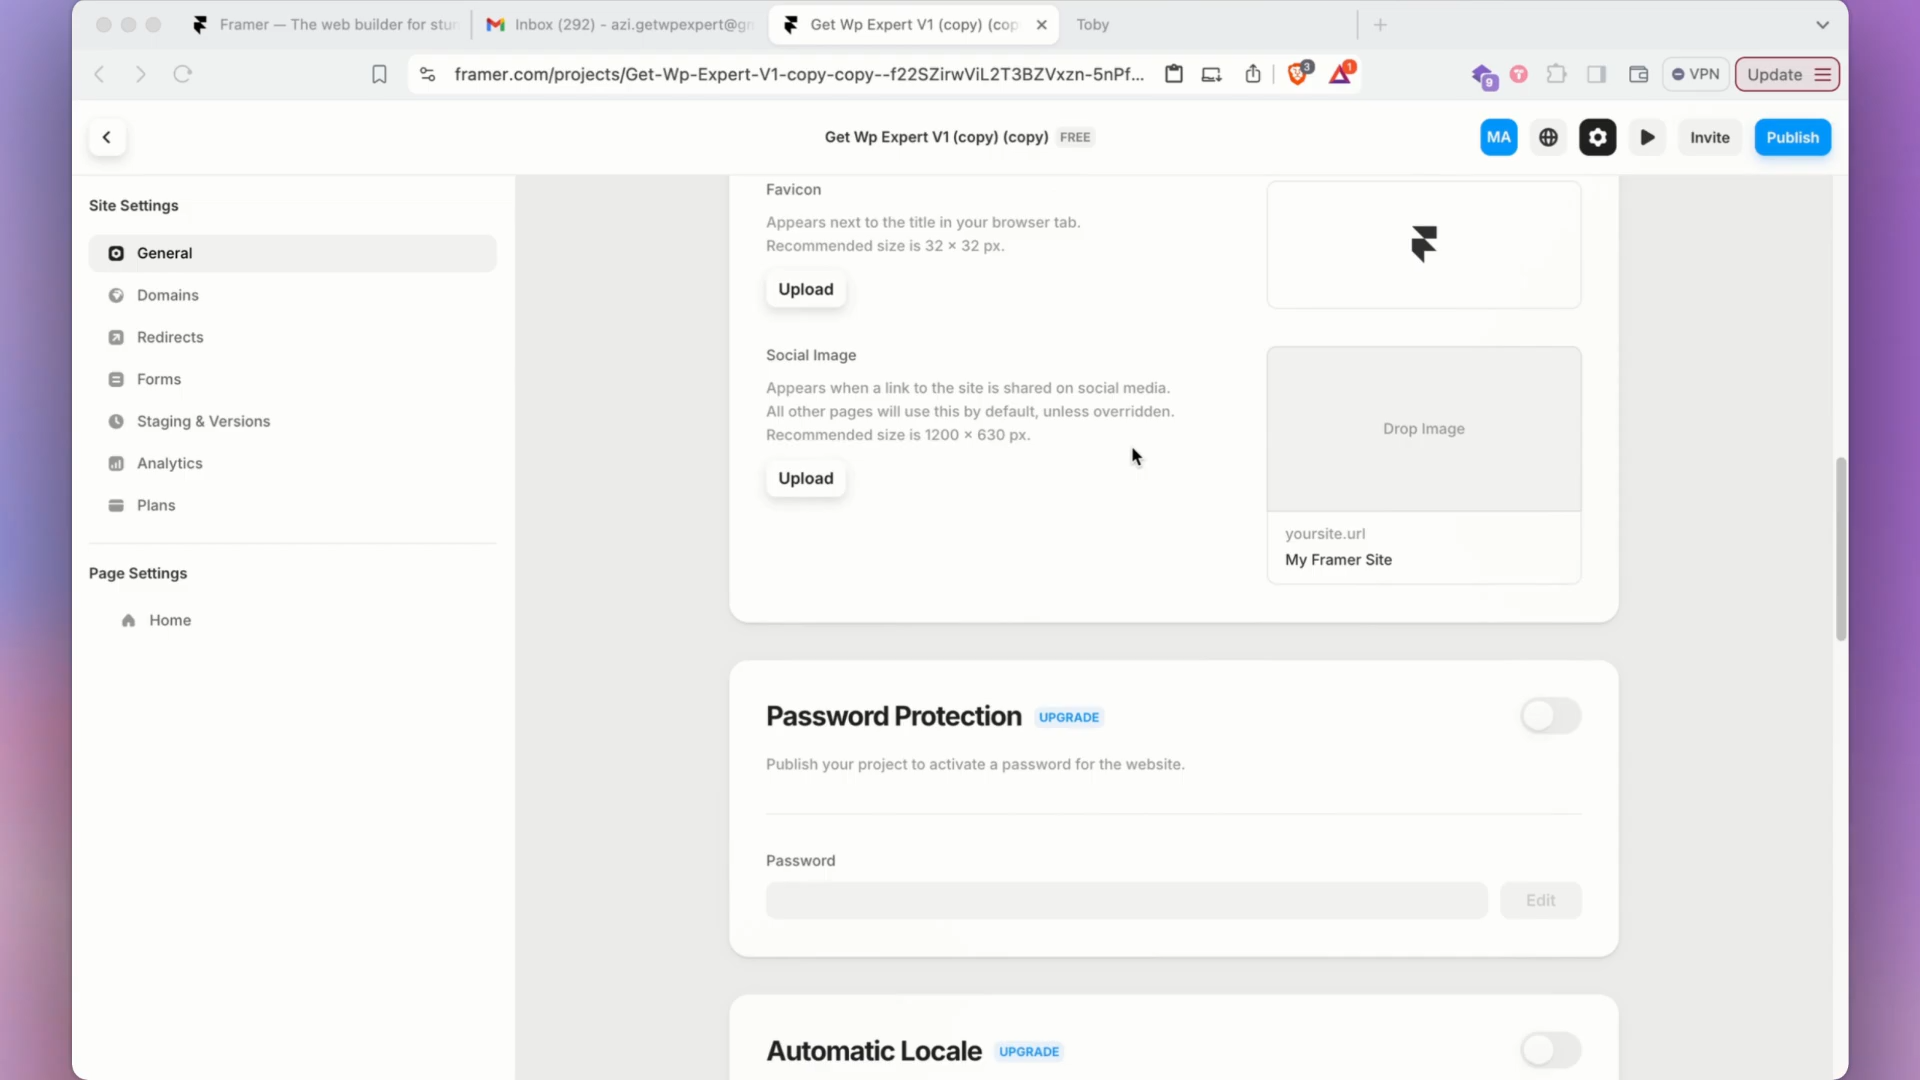 Framer — The web builder for stun
Inbox (292) - azi.getwpexpert@gm
Get Wp Expert V1 (copy) (cop
Toby
framer.com/projects/Get-Wp-Expert-V1-copy-copy--f22SZirwViL2T3BZVxzn-5nPf...
3
1
9
VPN
Update
Get Wp Expert V1 (copy) (copy)
FREE
MA
Invite
Publish
Site Settings
General
Domains
Redirects
Forms
Staging & Versions
Analytics
Plans
Page Settings
Home
Favicon
Appears next to the title in your browser tab.
Recommended size is 32 × 32 px.
Upload
Social Image
Appears when a link to the site is shared on social media.
All other pages will use this by default, unless overridden.
Recommended size is 1200 × 630 px.
Upload
Drop Image
yoursite.url
My Framer Site
Password Protection
UPGRADE
Publish your project to activate a password for the website.
Password
Edit
Automatic Locale
UPGRADE